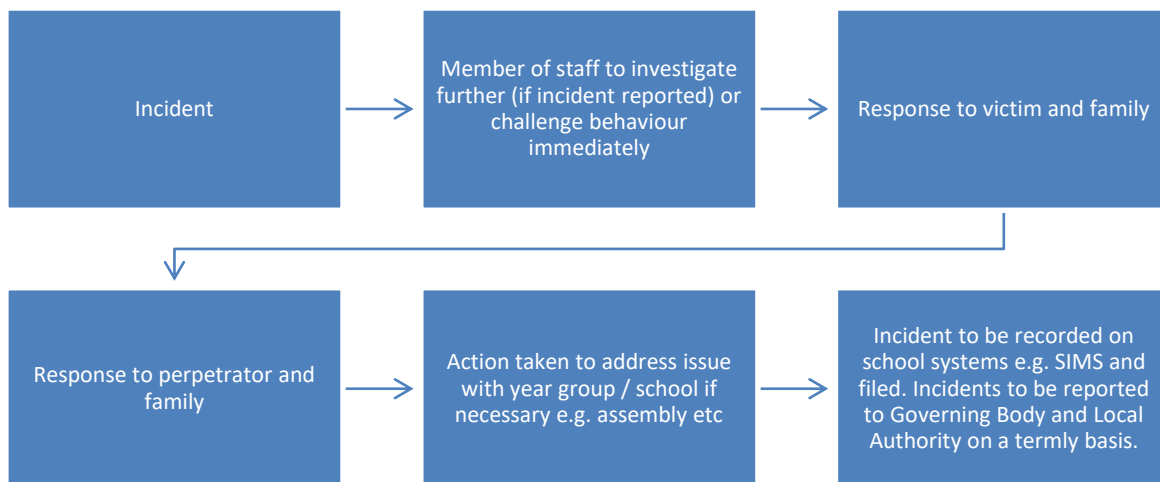 Incident
Member of staff to investigate
further (if incident reported) or
challenge behaviour
immediately
Response to victim and family
Response to perpetrator and
family
Action taken to address issue
with year group / school if
necessary e.g. assembly etc
Incident to be recorded on
school systems e.g. SIMS and
filed. Incidents to be reported
to Governing Body and Local
Authority on a termly basis.